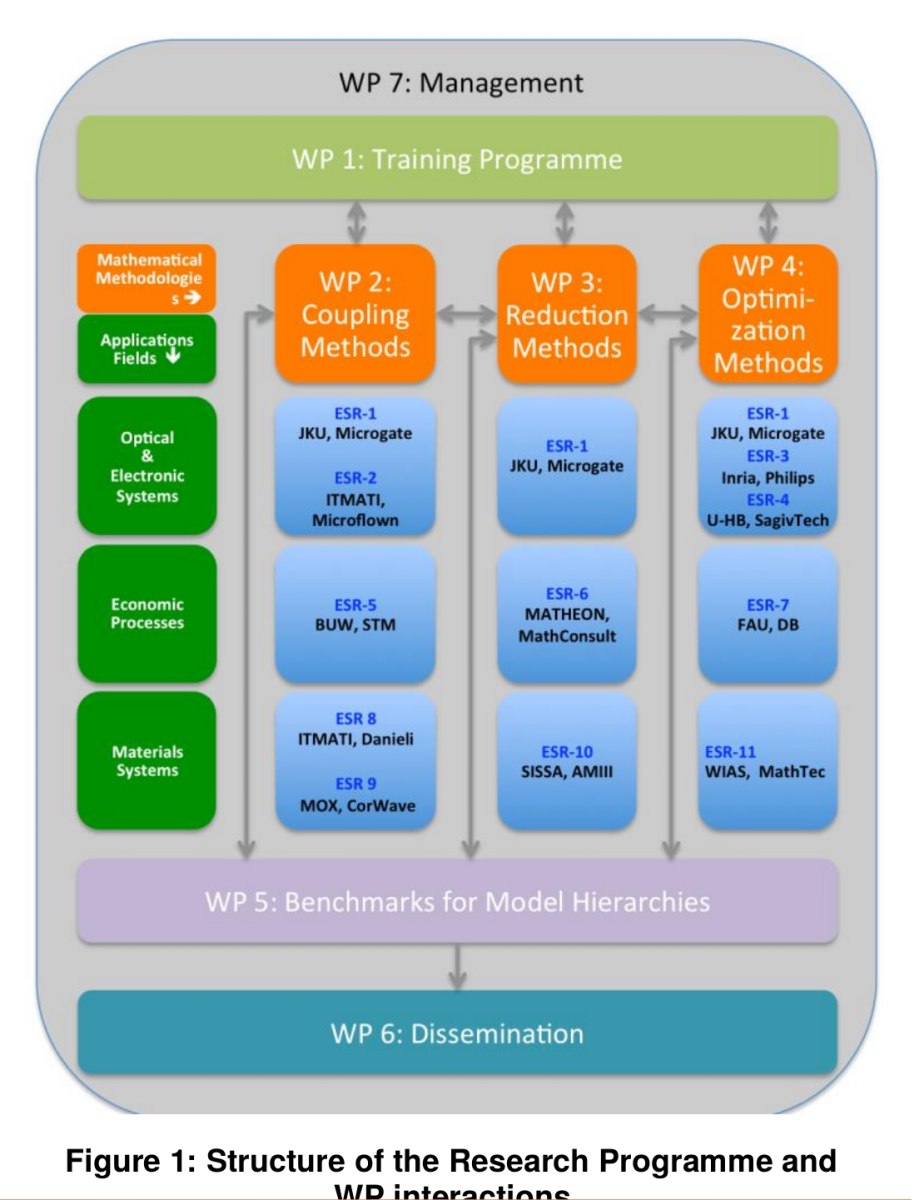 WP 7: Management
WP 1: Training Programme
Mathematical
Methodologie
s →
Applications
Fields ↓
WP 2:
Coupling
Methods
WP 3:
Reduction
Methods
WP 4:
Optimi-
zation
Methods
Optical
&
Electronic
Systems
ESR-1
JKU, Microgate
ESR-2
ITMATI,
Microflown
ESR-1
JKU, Microgate
ESR-1
JKU, Microgate
ESR-3
Inria, Philips
ESR-4
U-HB, SagivTech
Economic
Processes
ESR-5
BUW, STM
ESR-6
MATHEON,
MathConsult
ESR-7
FAU, DB
Materials
Systems
ESR 8
ITMATI, Danieli
ESR 9
MOX, CorWave
ESR-10
SISSA, AMIII
ESR-11
WIAS, MathTec
WP 5: Benchmarks for Model Hierarchies
WP 6: Dissemination
Figure 1: Structure of the Research Programme and
WP interactions